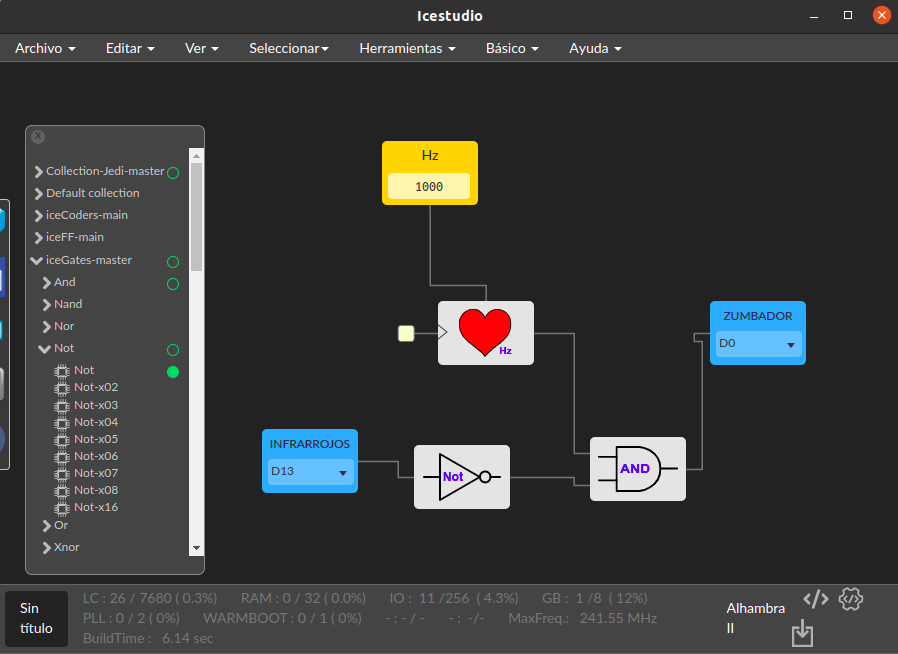 Icestudio
Archivo Editar Ver Seleccionar Herramientas Básico Ayuda
Collection-Jedi-master
Default collection
iceCoders-main
iceFF-main
iceGates-master
And
Nand
Nor
Not
Not
Not-x02
Not-x03
Not-x04
Not-x05
Not-x06
Not-x07
Not-x08
Not-x16
Or
Xnor
Hz
1000
Hz
ZUMBADOR
D0
INFRARROJOS
D13
Not
AND
Sin
título
LC : 26 / 7680 ( 0.3%) RAM : 0 / 32 ( 0.0%) IO : 11 /256 ( 4.3%) GB : 1 /8 ( 12%)
PLL : 0 / 2 ( 0%) WARMBOOT : 0 / 1 ( 0%) - : - / - - : -/- MaxFreq.: 241.55 MHz
BuildTime : 6.14 sec
Alhambra
II